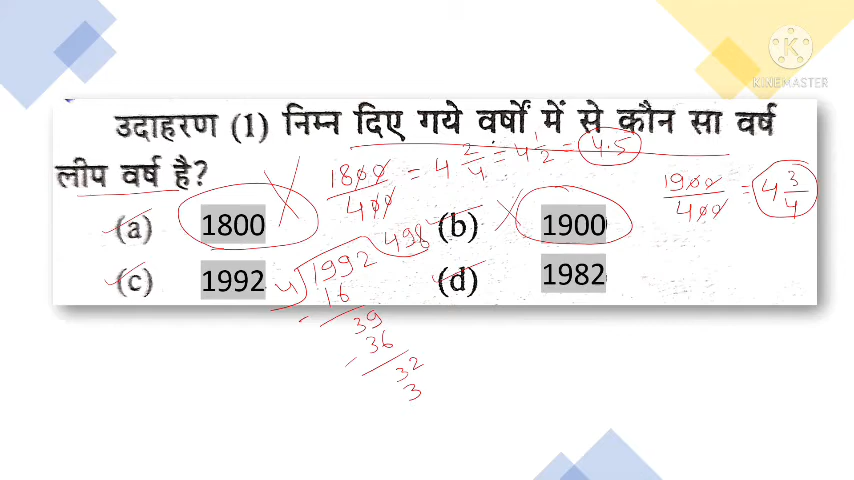 KINEMASTER
उदाहरण (1) निम्न दिए गये वर्षों में से कौन सा वर्ष
लीप वर्ष है?
1800/400 = 4 2/4 = 4 1/2 = 4.5
1900/400 = 4 3/4
(a) 1800 (b) 1900
(c) 1992 (d) 1982
4)1992(498
16
39
- 36
32
3